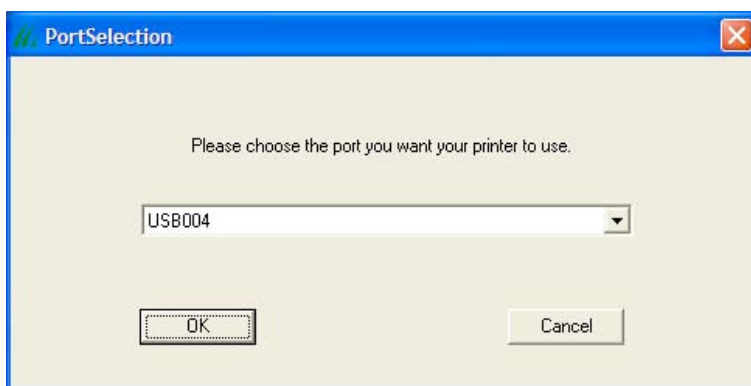 PortSelection
Please choose the port you want your printer to use.
USB004
OK
Cancel